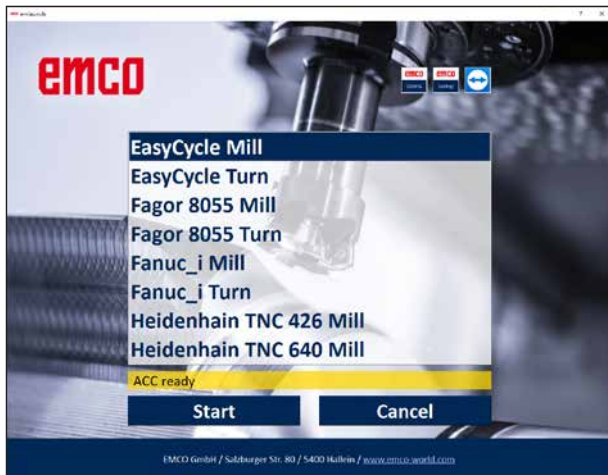 emco
emco emco
EasyCycle Mill
EasyCycle Turn
Fagor 8055 Mill
Fagor 8055 Turn
Fanuc_i Mill
Fanuc_i Turn
Heidenhain TNC 426 Mill
Heidenhain TNC 640 Mill
ACC ready
Start Cancel
EMCO GmbH / Salzburger Str. 80 / 5400 Hallein / www.emco-world.com